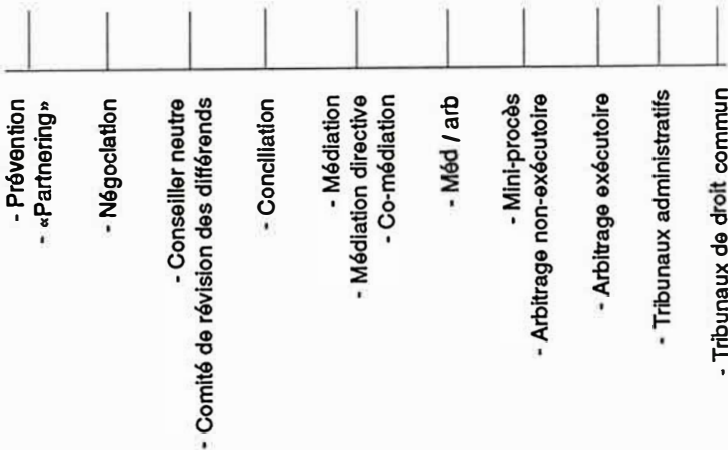 - Prévention
- «Partnering»
- Négociation
- Conseiller neutre
- Comité de révision des différends
- Conciliation
- Médiation
- Médiation directive
- Co-médiation
- Méd / arb
- Mini-procès
- Arbitrage non-exécutoire
- Arbitrage exécutoire
- Tribunaux administratifs
- Tribunaux de droit commun